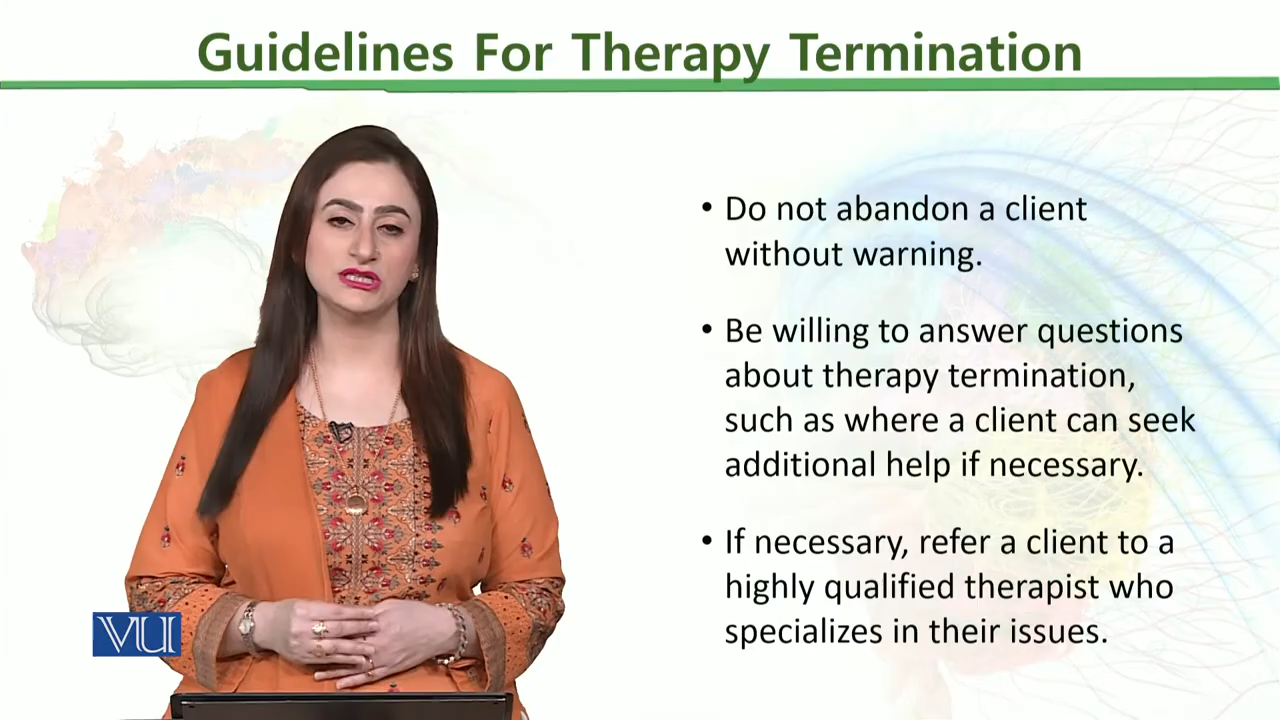 Guidelines For Therapy Termination
• Do not abandon a client
without warning.
• Be willing to answer questions
about therapy termination,
such as where a client can seek
additional help if necessary.
• If necessary, refer a client to a
highly qualified therapist who
specializes in their issues.
VU